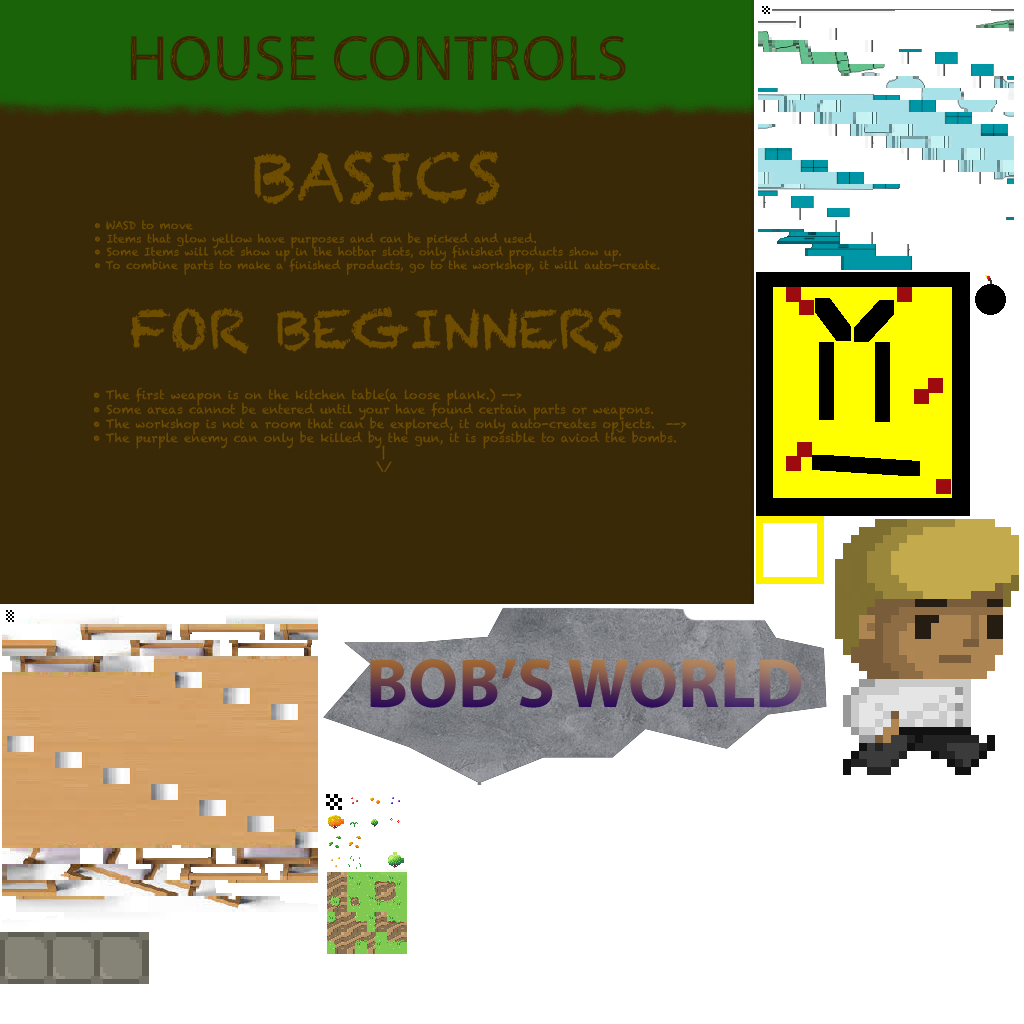 HOUSE CONTROLS
BASICS
• WASD to move
• Items that glow yellow have purposes and can be picked and used.
• Some Items will not show up in the hotbar slots, only finished products show up.
• To combine parts to make a finished products, go to the workshop, it will auto-create.
FOR BEGINNERS
• The first weapon is on the kitchen table(a loose plank.) -->
• Some areas cannot be entered until your have found certain parts or weapons.
• The workshop is not a room that can be explored, it only auto-creates opjects. -->
• The purple enemy can only be killed by the gun, it is possible to aviod the bombs.
|
\/
BOB'S WORLD